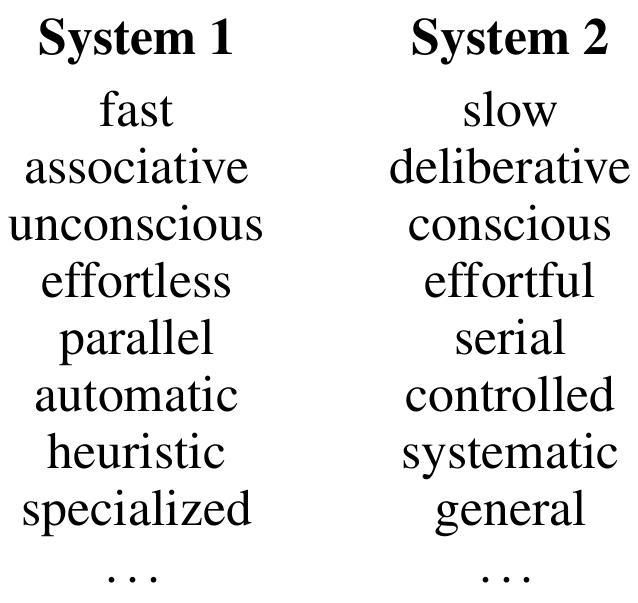 System 1 System 2
fast slow
associative deliberative
unconscious conscious
effortless effortful
parallel serial
automatic controlled
heuristic systematic
specialized general
... ...